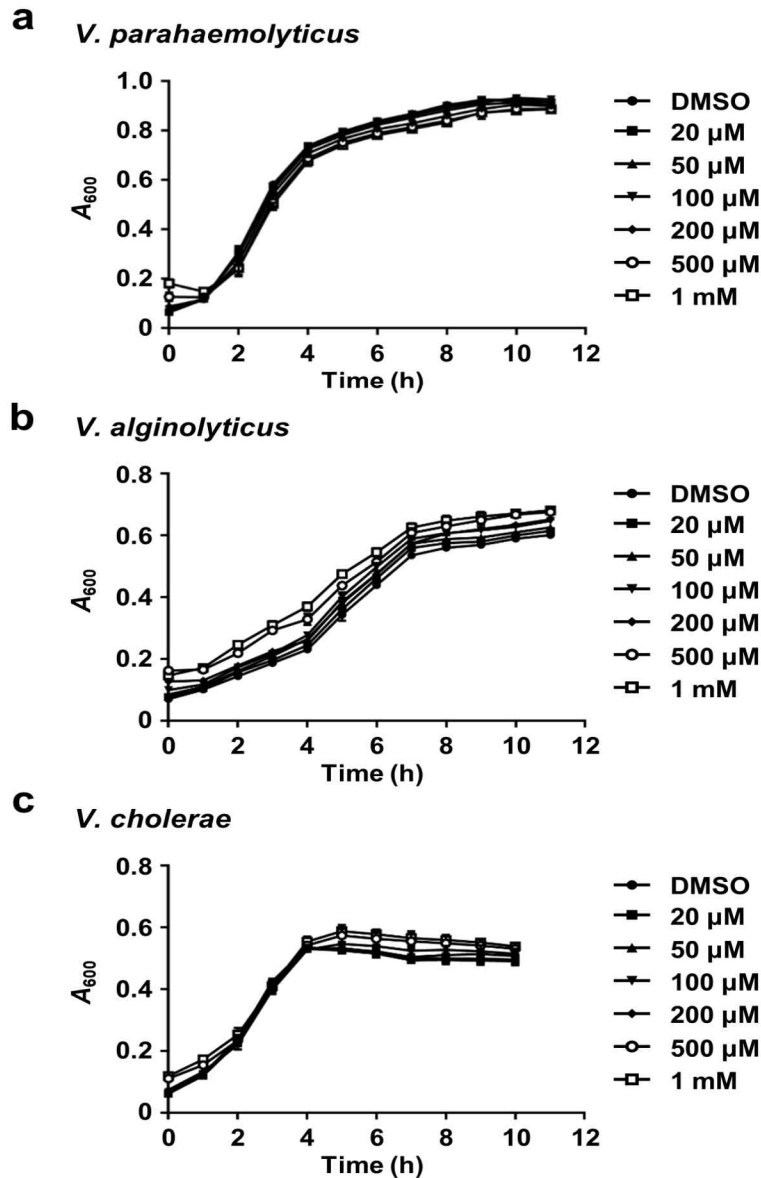 a
V. parahaemolyticus
1.0
0.8
0.6
0.4
0.2
0
A600
0 2 4 6 8 10 12
Time (h)
DMSO
20 µM
50 µM
100 µM
200 µM
500 µM
1 mM
b
V. alginolyticus
0.8
0.6
0.4
0.2
0
A600
0 2 4 6 8 10 12
Time (h)
DMSO
20 µM
50 µM
100 µM
200 µM
500 µM
1 mM
c
V. cholerae
0.8
0.6
0.4
0.2
0
A600
0 2 4 6 8 10 12
Time (h)
DMSO
20 µM
50 µM
100 µM
200 µM
500 µM
1 mM